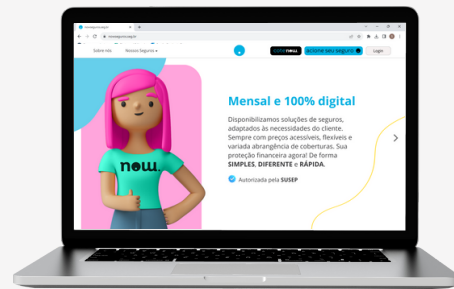 Sobre nós
Nossos Seguros
now.
acione seu seguro
Login
Mensal e 100% digital
Disponibilizamos soluções de seguros,
adaptados às necessidades do cliente.
Sempre com preços acessíveis, flexíveis e
variada abrangência de coberturas. Sua
proteção financeira agora! De forma
SIMPLES, DIFERENTE e RÁPIDA.
now.
Autorizada pela SUSEP